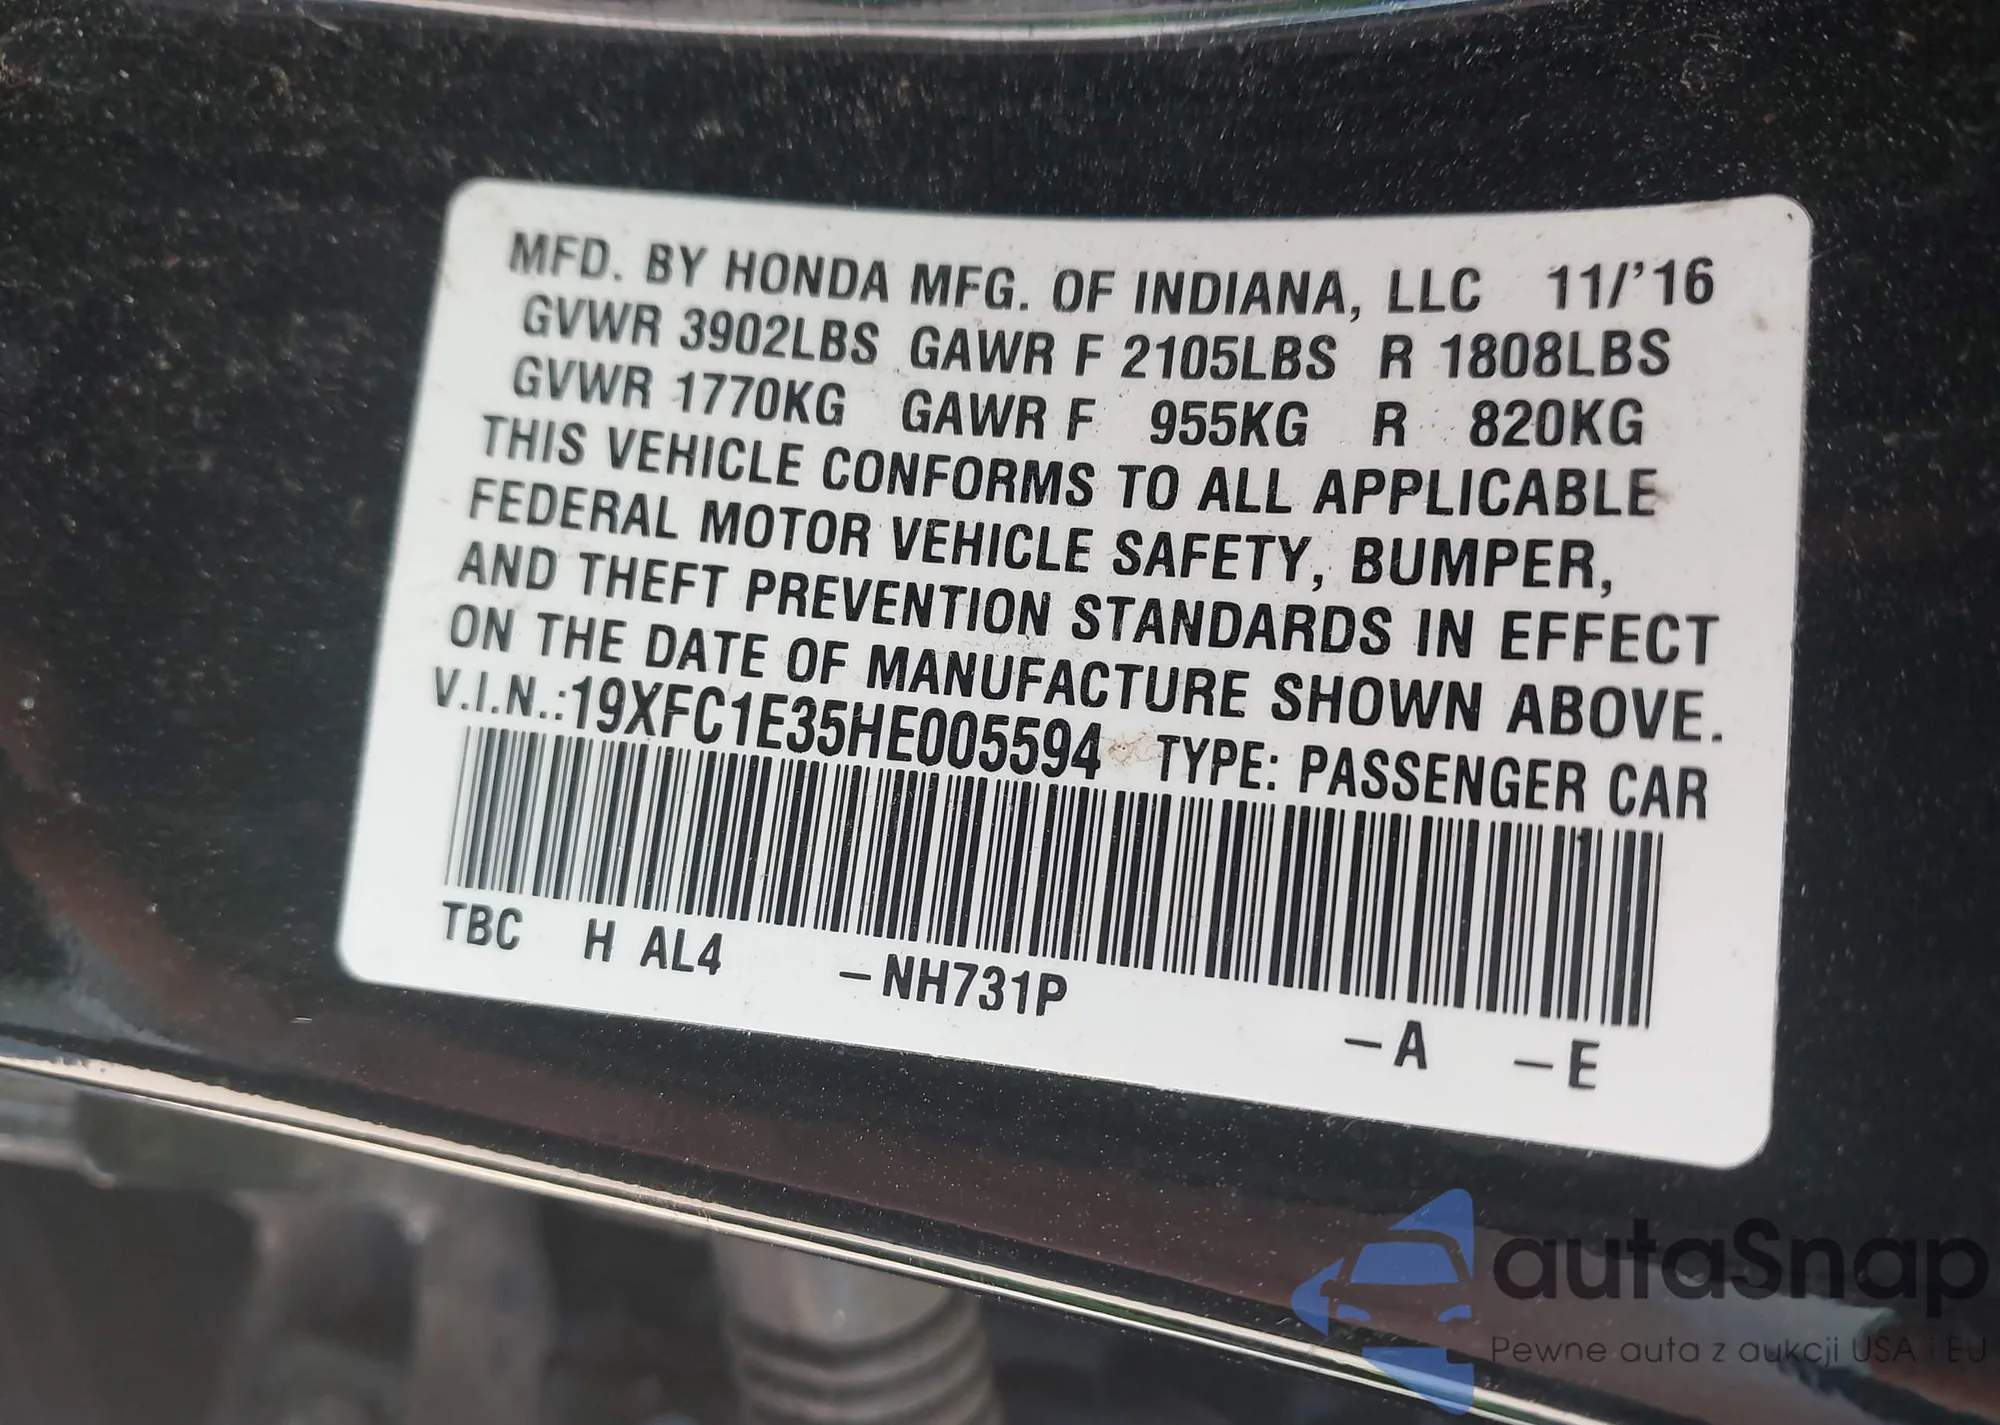 MFD. BY HONDA MFG. OF INDIANA, LLC 11/'16
GVWR 3902LBS GAWR F 2105LBS R 1808LBS
GVWR 1770KG GAWR F 955KG R 820KG
THIS VEHICLE CONFORMS TO ALL APPLICABLE
FEDERAL MOTOR VEHICLE SAFETY, BUMPER,
AND THEFT PREVENTION STANDARDS IN EFFECT
ON THE DATE OF MANUFACTURE SHOWN ABOVE.
V.I.N.:19XFC1E35HE005594 TYPE: PASSENGER CAR
TBC H AL4 –NH731P –A –E
autaSnap
Pewne auta z aukcji USA i EU